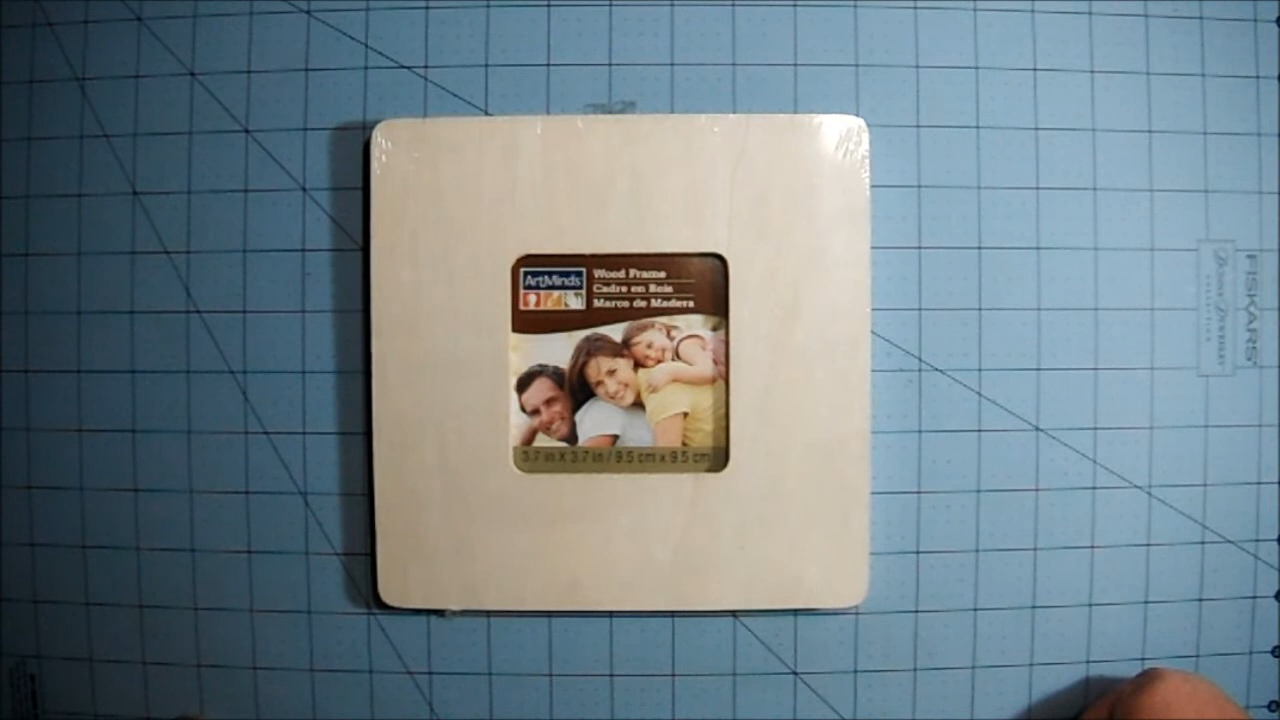 ArtMinds
Wood Frame
Cadre en Bois
Marco de Madera
3.7 in X 3.7 in / 9.5 cm x 9.5 cm
FISKARS